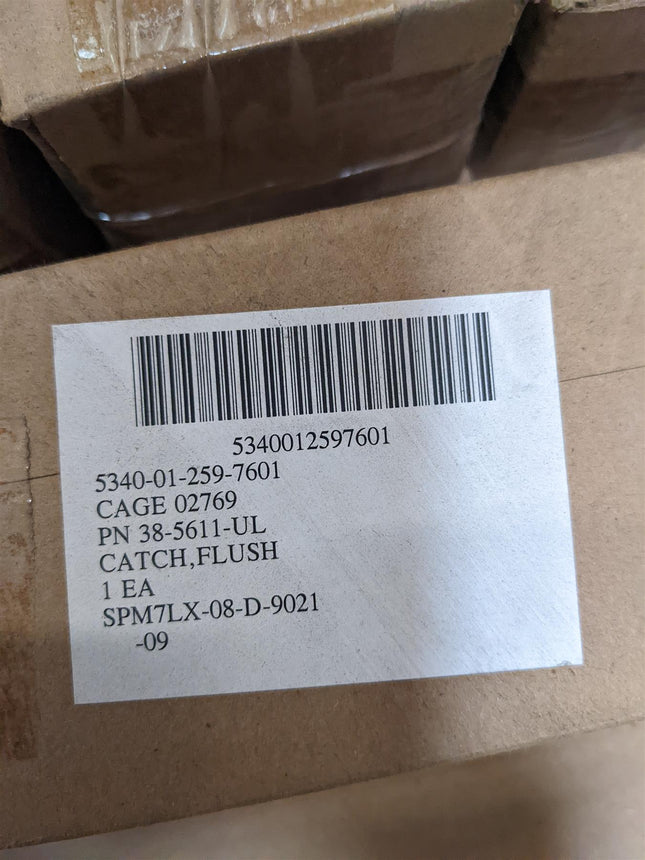 5340012597601
5340-01-259-7601
CAGE 02769
PN 38-5611-UL
CATCH,FLUSH
1 EA
SPM7LX-08-D-9021
-09